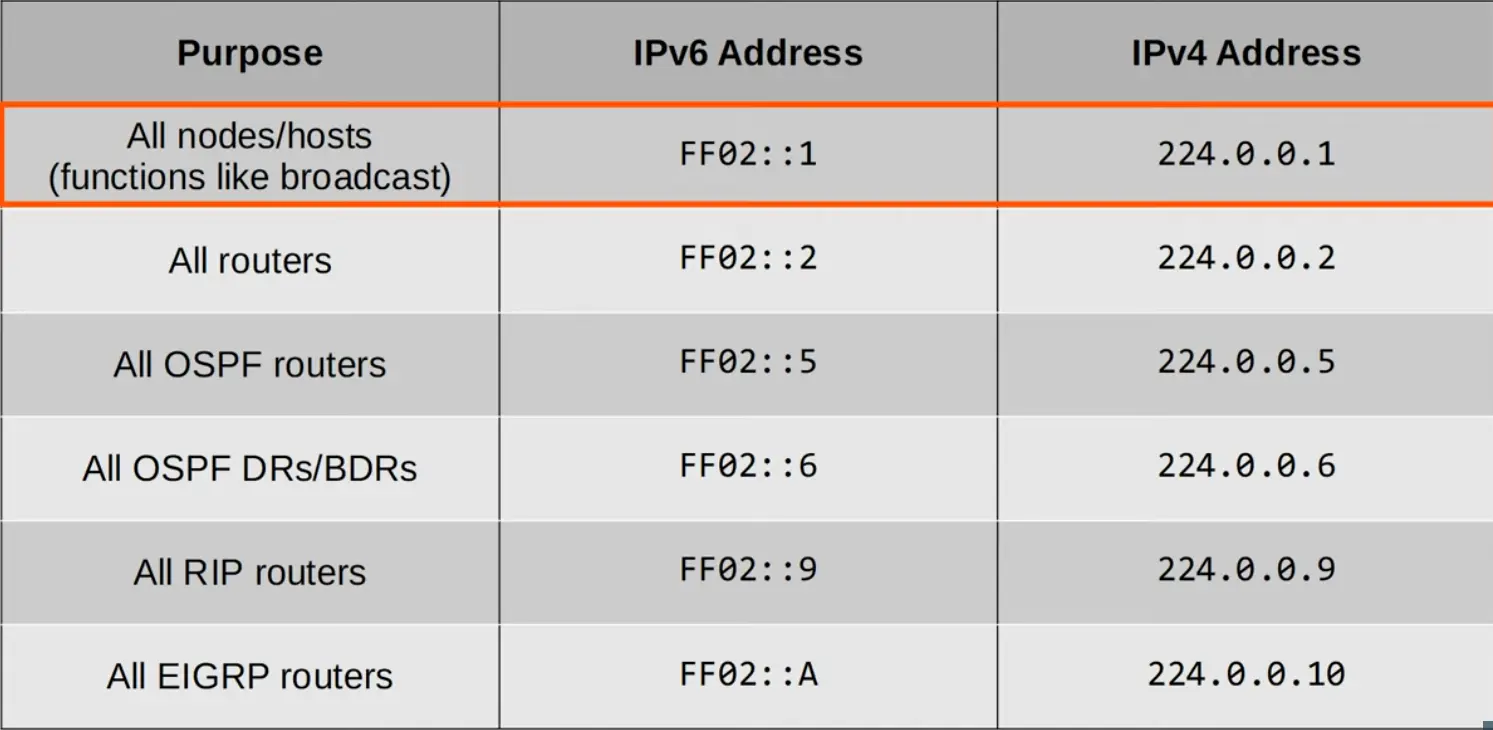 Purpose IPv6 Address IPv4 Address
All nodes/hosts
(functions like broadcast) FF02::1 224.0.0.1
All routers FF02::2 224.0.0.2
All OSPF routers FF02::5 224.0.0.5
All OSPF DRs/BDRs FF02::6 224.0.0.6
All RIP routers FF02::9 224.0.0.9
All EIGRP routers FF02::A 224.0.0.10